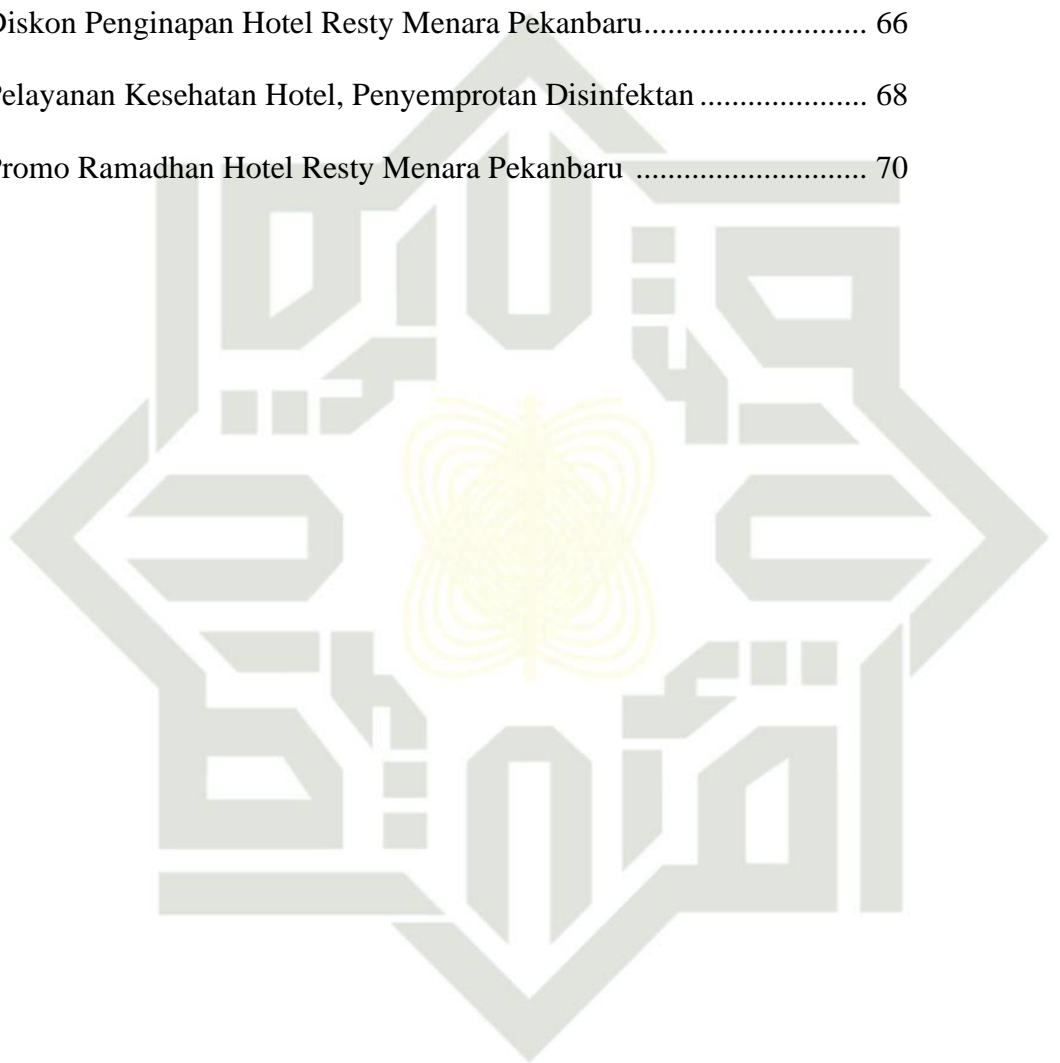 Diskon Penginapan Hotel Resty Menara Pekanbaru............................ 66
Pelayanan Kesehatan Hotel, Penyemprotan Disinfektan ..................... 68
Promo Ramadhan Hotel Resty Menara Pekanbaru ............................. 70